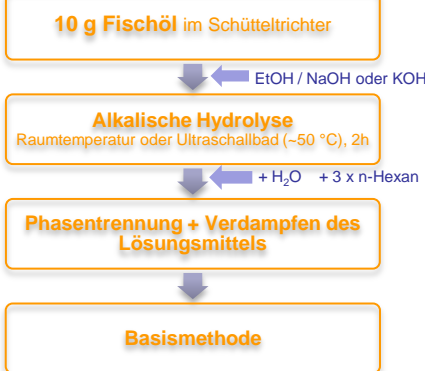 10 g Fischöl im Schütteltrichter
EtOH / NaOH oder KOH
Alkalische Hydrolyse
Raumtemperatur oder Ultraschallbad (~50 °C), 2h
+ H₂O + 3 x n-Hexan
Phasentrennung + Verdampfen des
Lösungsmittels
Basismethode